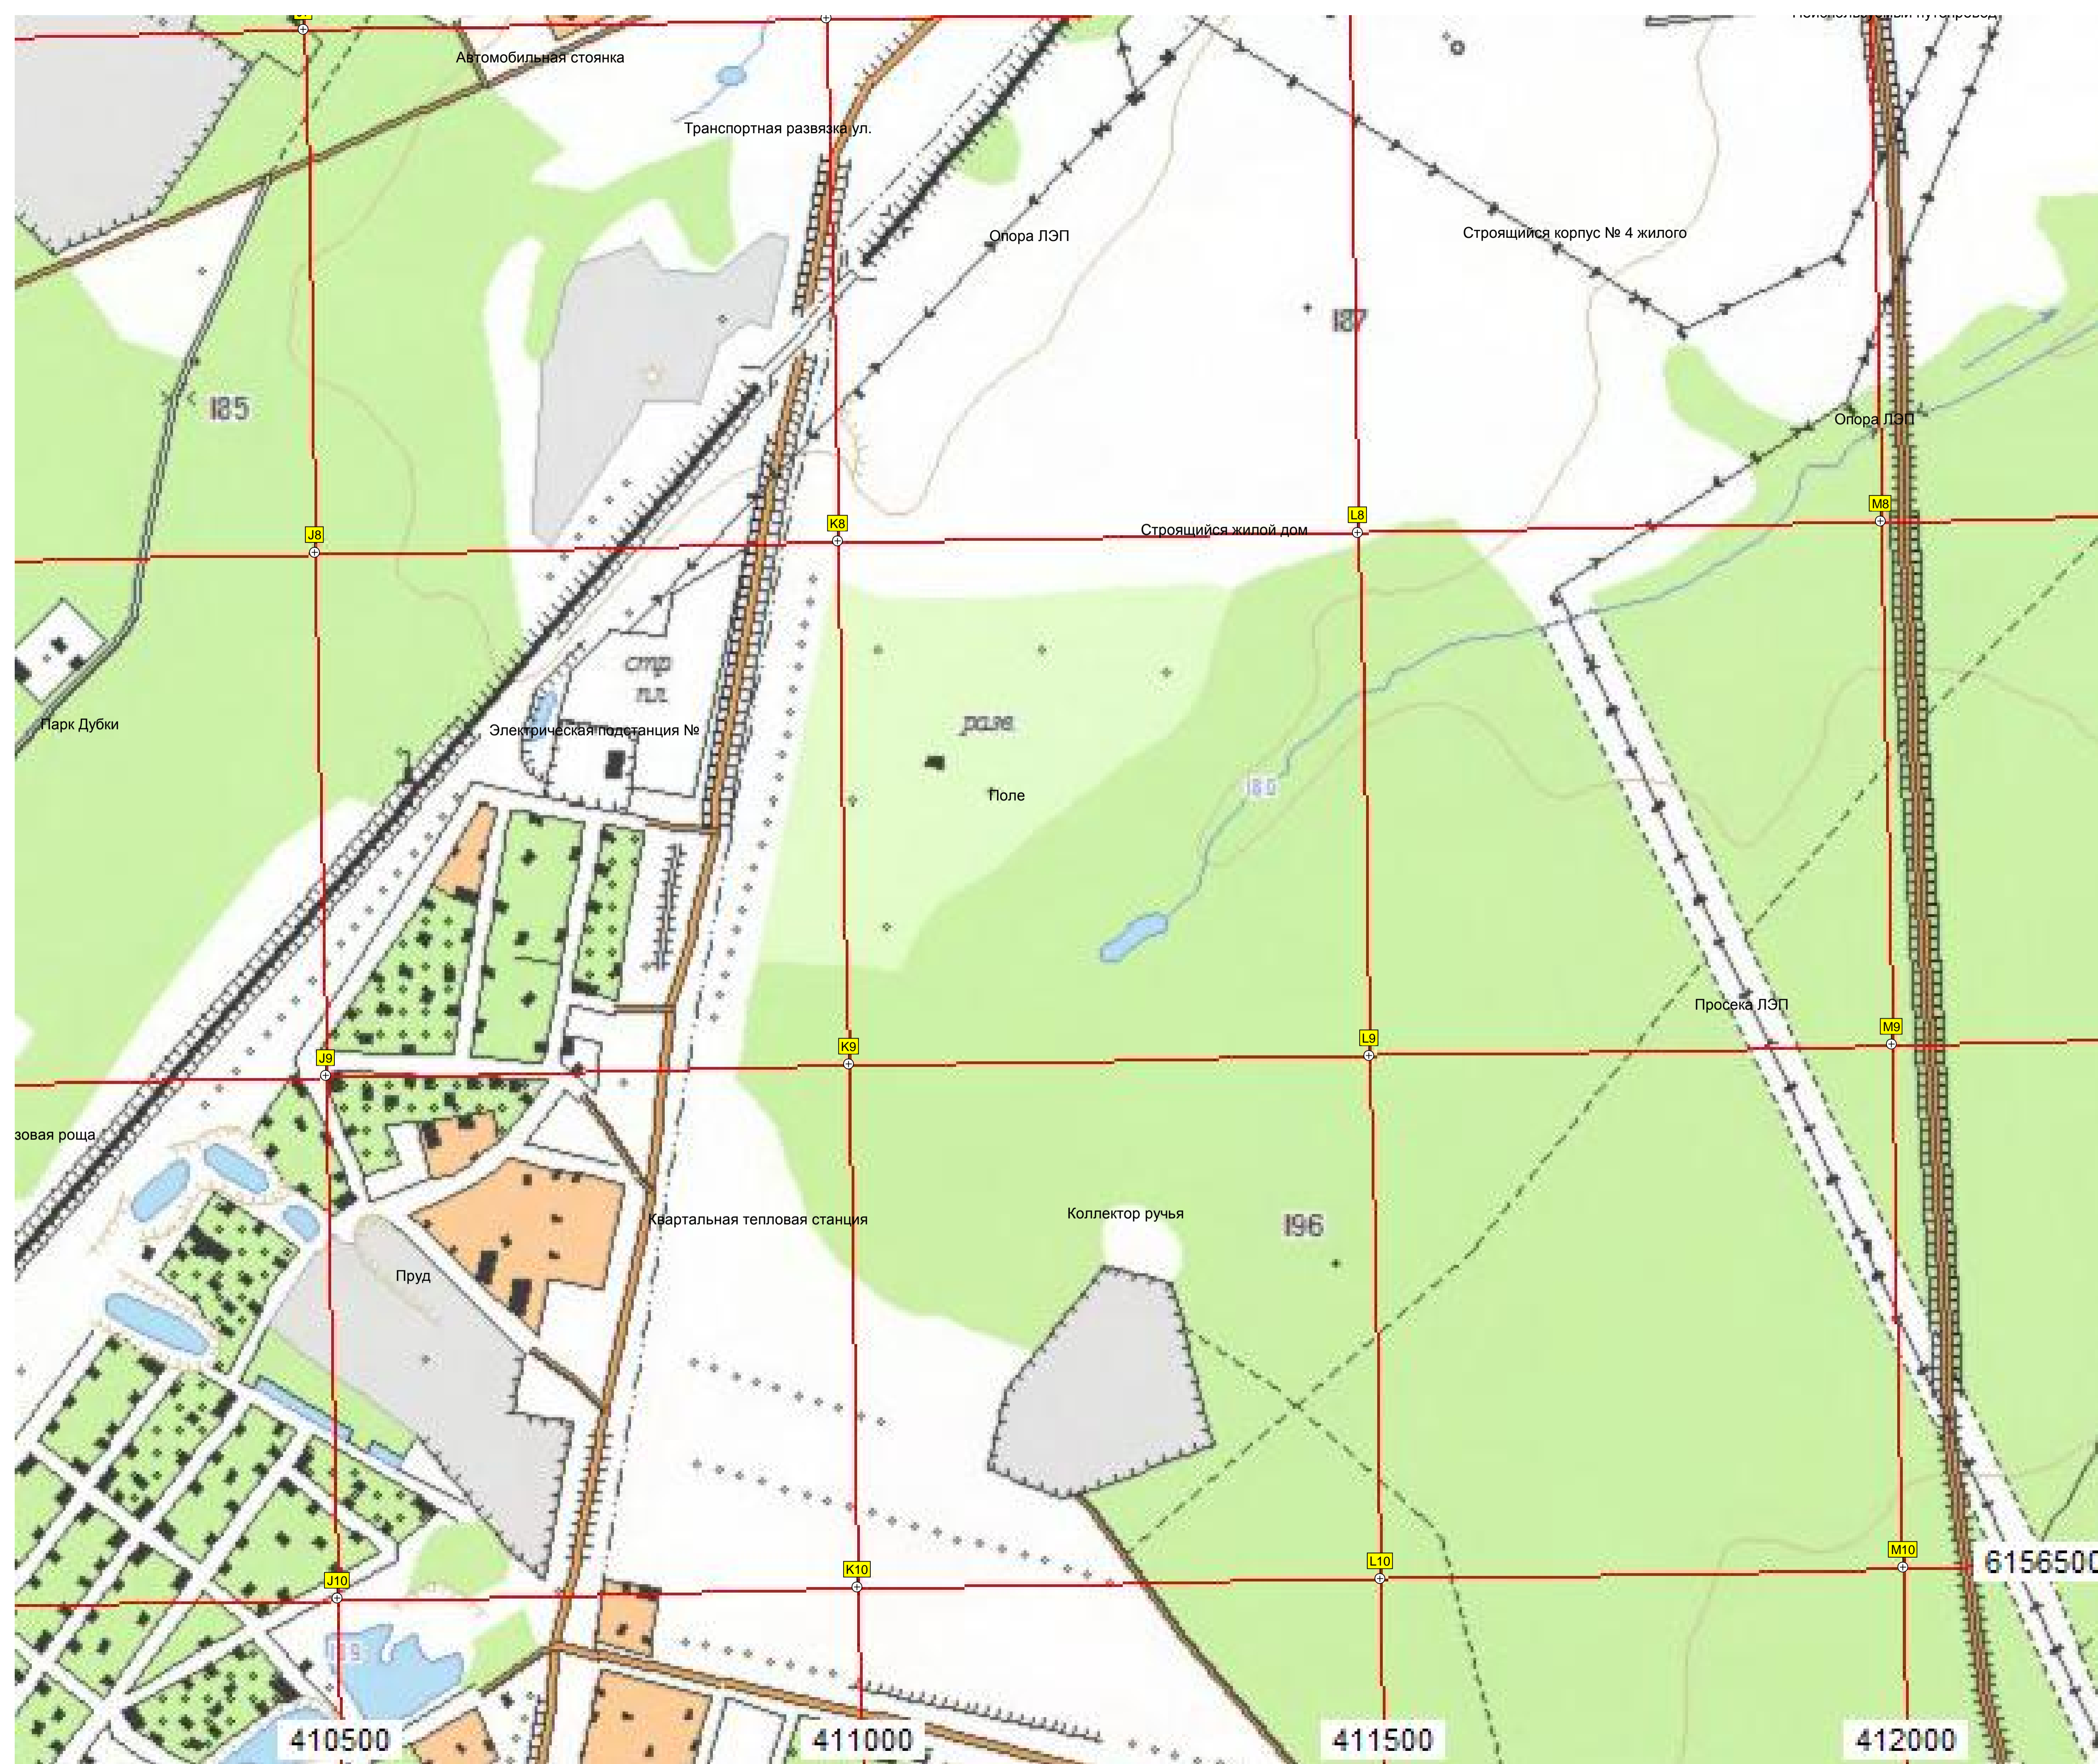 Автомобильная стоянка
Транспортная развязка ул.
Опора ЛЭП
Строящийся корпус № 4 жилого
187
185
Опора ЛЭП
M8
L8
K8
J8
Строящийся жилой дом
стр
пл.
Парк Дубки
Электрическая подстанция №
разв.
Поле
180
Просека ЛЭП
M9
L9
K9
J9
зовая роща
Квартальная тепловая станция
Коллектор ручья
196
Пруд
M10
L10
K10
J10
6156500
410500
411000
411500
412000